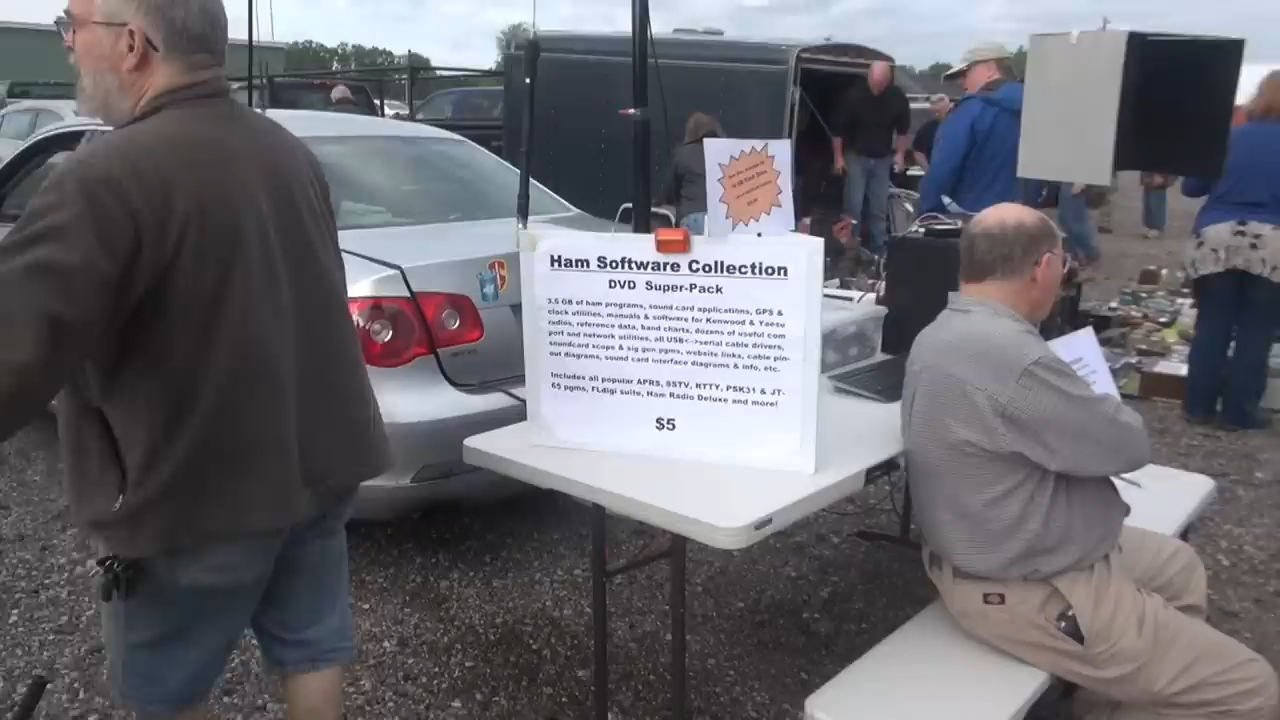 Ham Software Collection
DVD Super-Pack
3.5 GB of ham programs, sound card applications, GPS &
clock utilities, manuals & software for Kenwood & Yaesu
radios, reference data, band charts, dozens of useful com
port and network utilities, all USB<->serial cable drivers,
soundcard scope & sig gen pgms, website links, cable pin-
out diagrams, sound card interface diagrams & info, etc.
Includes all popular APRS, SSTV, RTTY, PSK31 & JT-
65 pgms, FLdigi suite, Ham Radio Deluxe and more!
$5